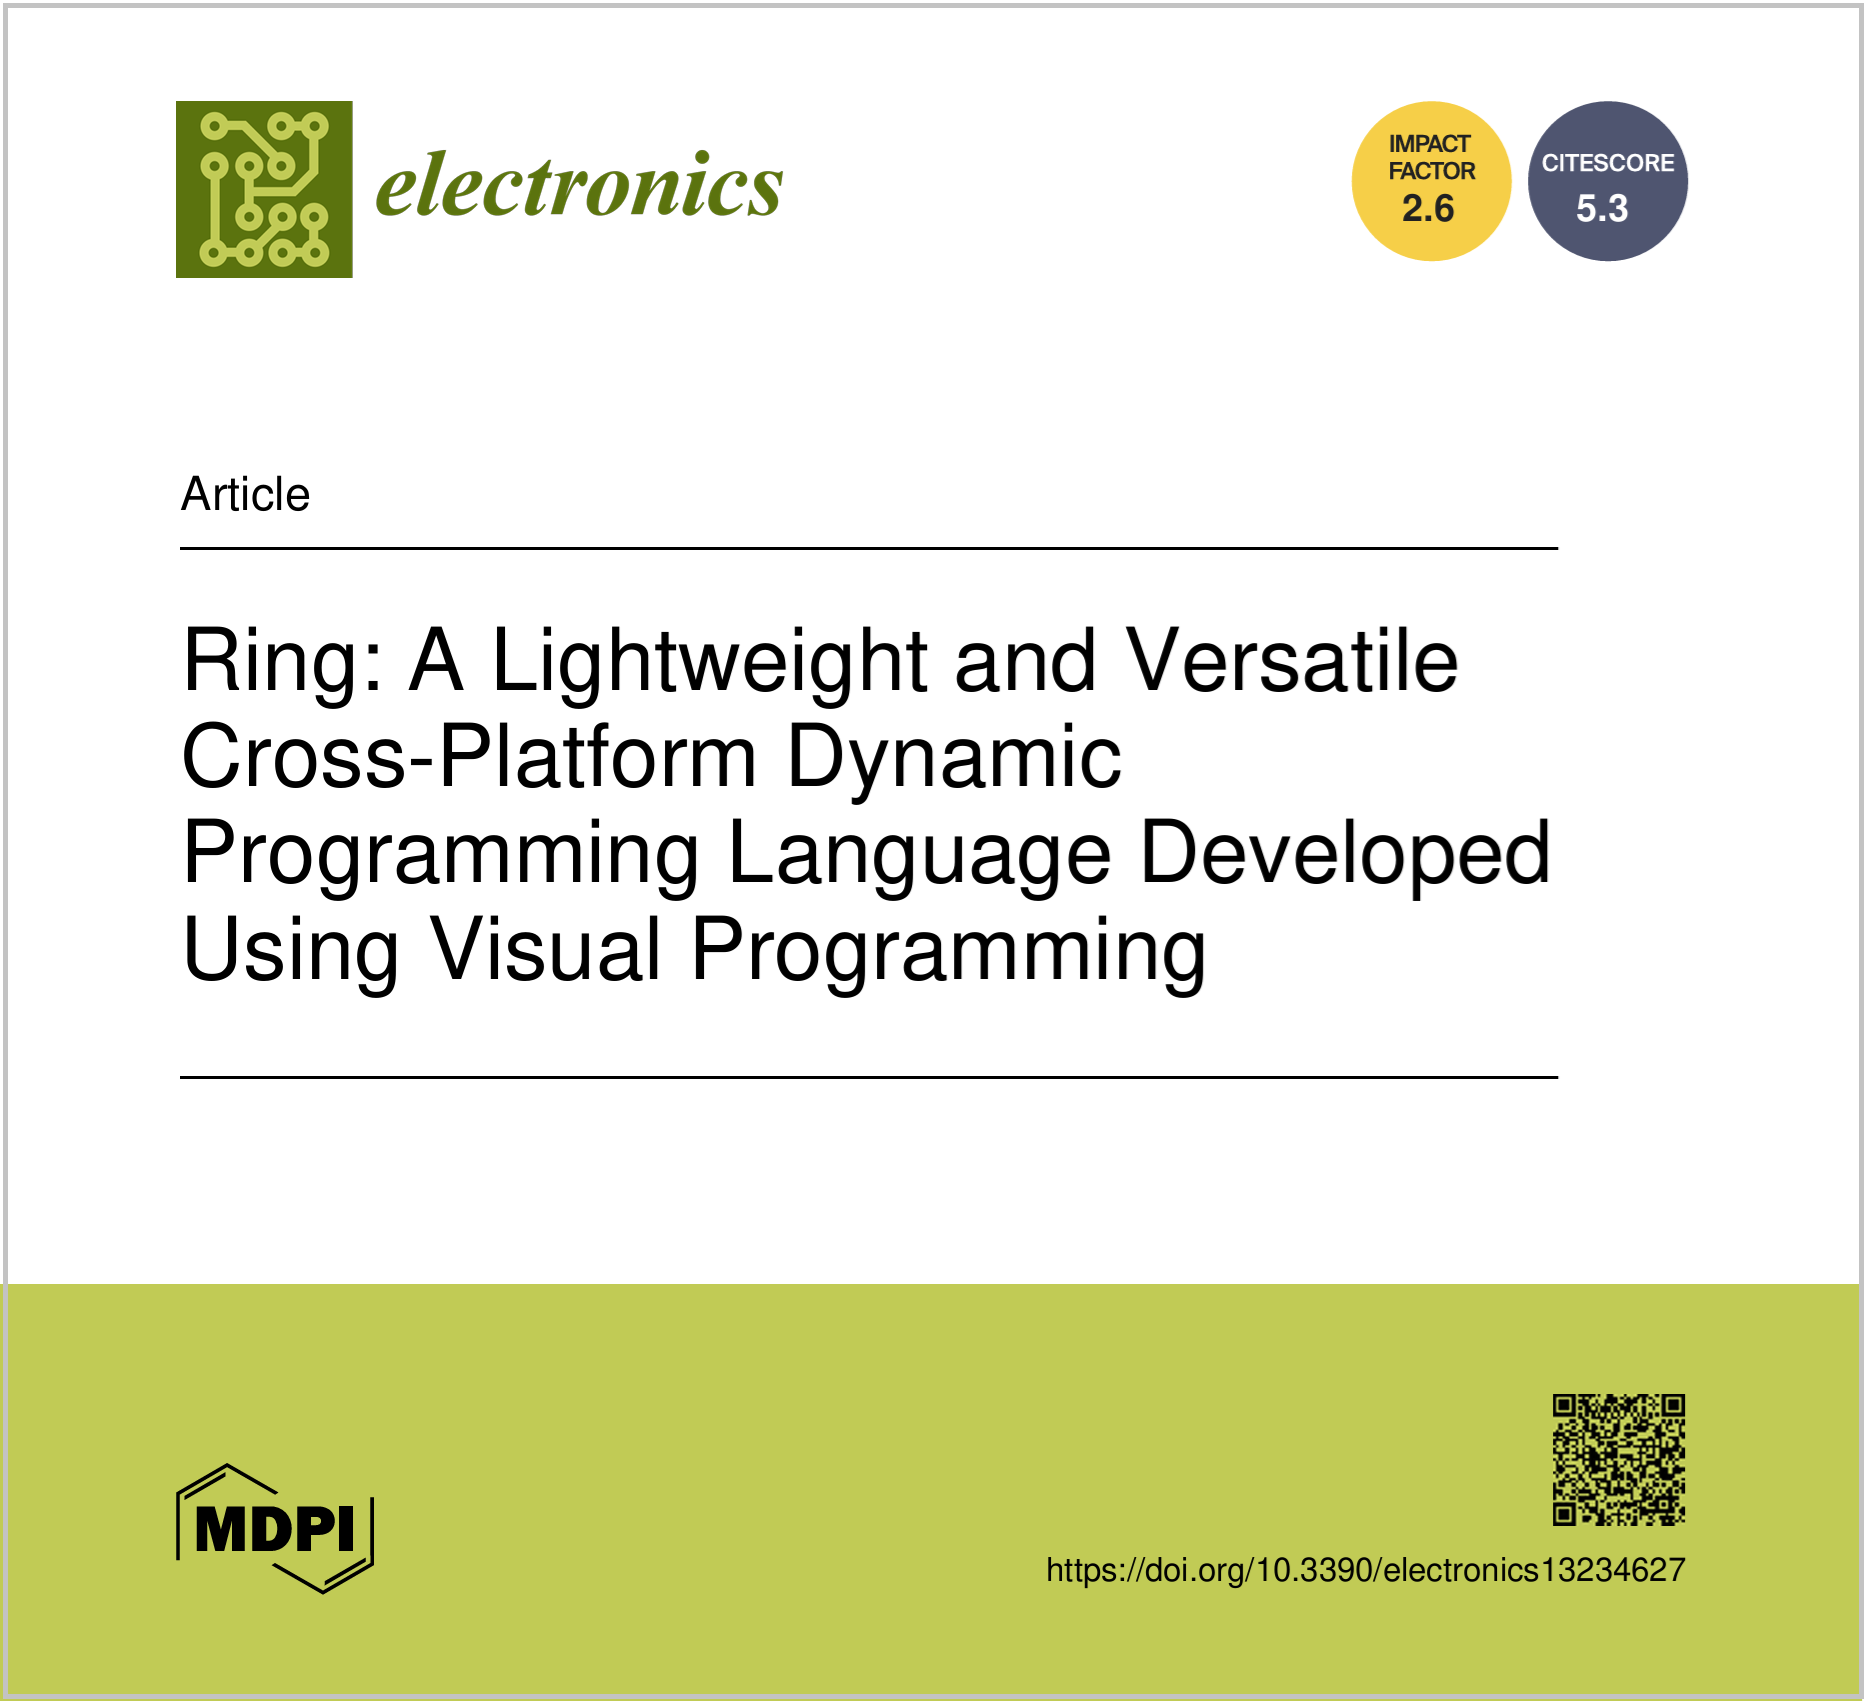 electronics
IMPACT
FACTOR
2.6
CITESCORE
5.3
Article
Ring: A Lightweight and Versatile
Cross-Platform Dynamic
Programming Language Developed
Using Visual Programming
MDPI
https://doi.org/10.3390/electronics13234627